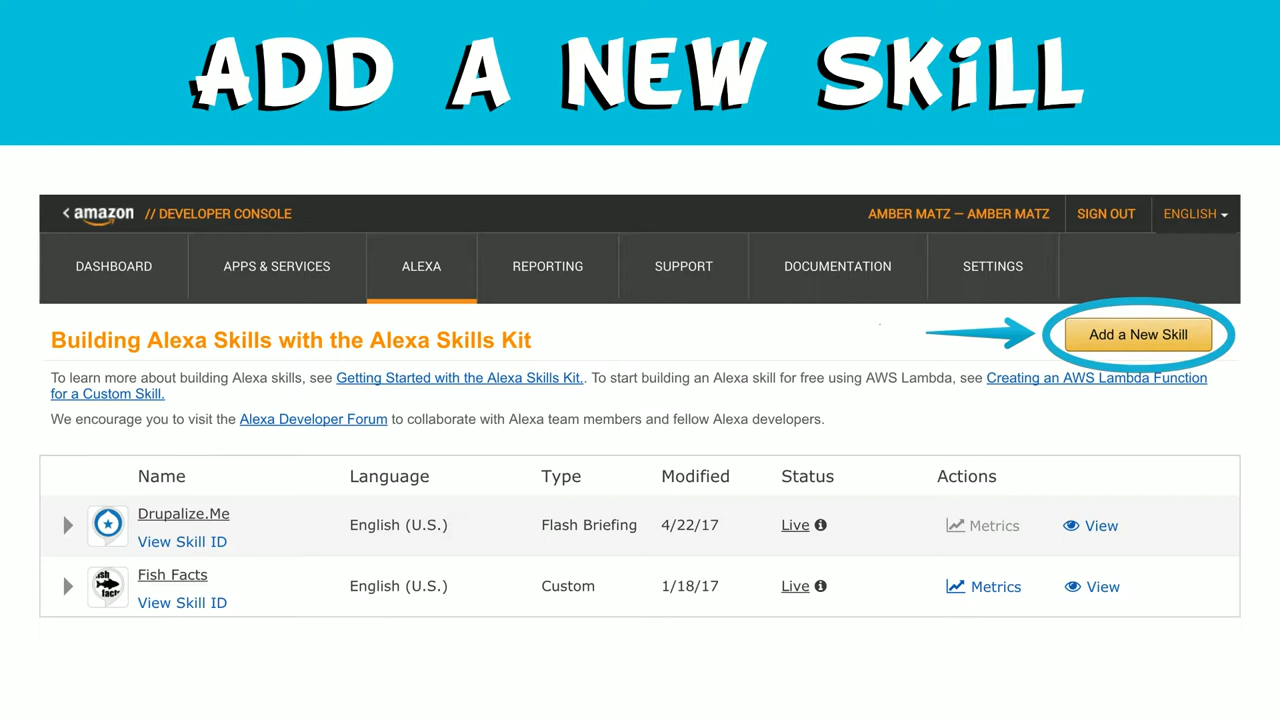 ADD A NEW SKiLL
amazon // DEVELOPER CONSOLE AMBER MATZ — AMBER MATZ SIGN OUT ENGLISH
DASHBOARD APPS & SERVICES ALEXA REPORTING SUPPORT DOCUMENTATION SETTINGS
Building Alexa Skills with the Alexa Skills Kit Add a New Skill
To learn more about building Alexa skills, see Getting Started with the Alexa Skills Kit.. To start building an Alexa skill for free using AWS Lambda, see Creating an AWS Lambda Function
for a Custom Skill.
We encourage you to visit the Alexa Developer Forum to collaborate with Alexa team members and fellow Alexa developers.
Name Language Type Modified Status Actions
Drupalize.Me
English (U.S.) Flash Briefing 4/22/17 Live Metrics View
View Skill ID
Fish Facts
English (U.S.) Custom 1/18/17 Live Metrics View
View Skill ID